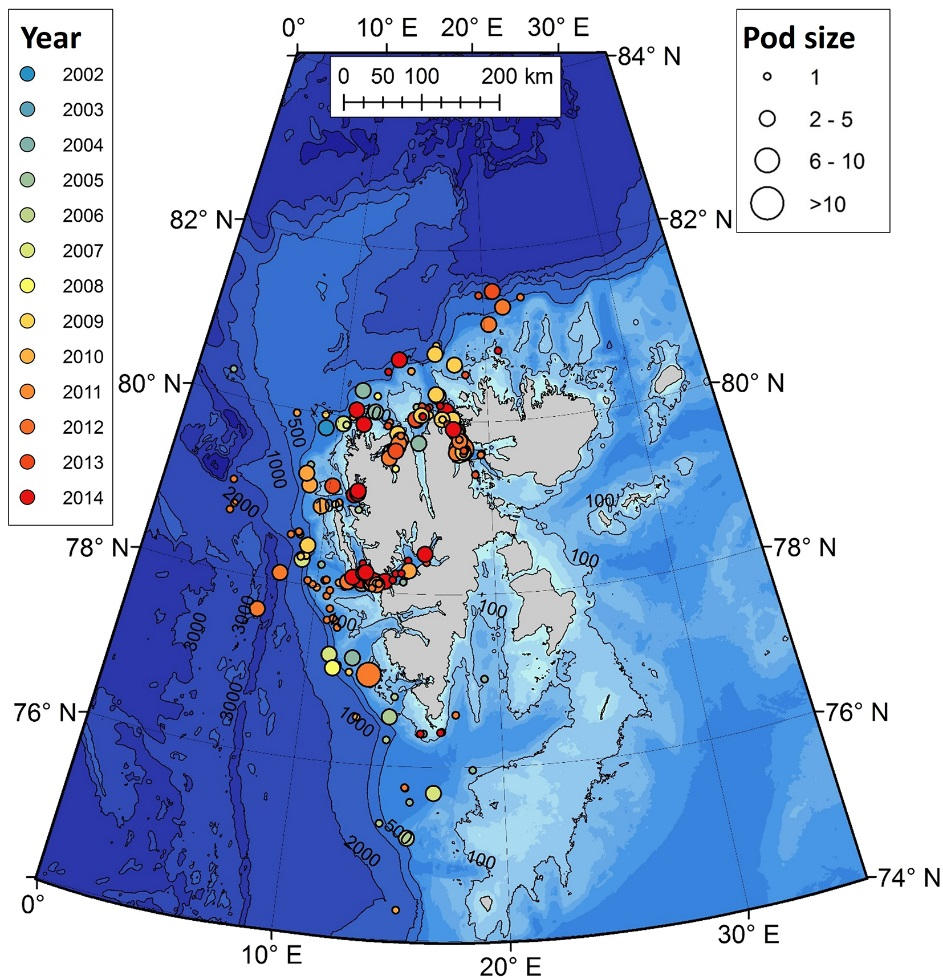 Year
2002
2003
2004
2005
2006
2007
2008
2009
2010
2011
2012
2013
2014
0° 10° E 20° E 30° E
0 50 100 200 km
Pod size
1
2 - 5
6 - 10
>10
84° N
82° N 82° N
80° N 80° N
500
1000
2000
100
78° N 78° N
100
100
3000
3000
3000
76° N 76° N
1000
500
2000
100
74° N
0°
10° E
20° E
30° E